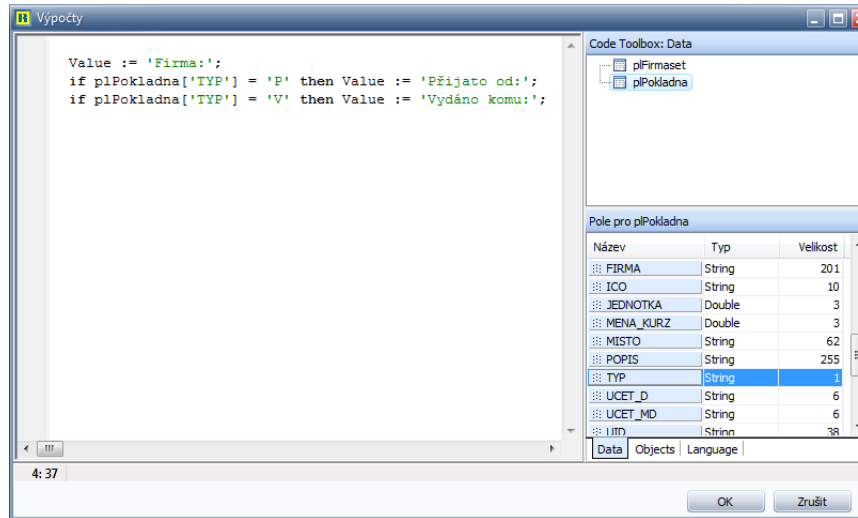 Výpočty
Value := 'Firma:';
if plPokladna['TYP'] = 'P' then Value := 'Přijato od:';
if plPokladna['TYP'] = 'V' then Value := 'Vydáno komu:';
4: 37
Code Toolbox: Data
plFirmaset
plPokladna
Pole pro plPokladna
Název Typ Velikost
FIRMA String 201
ICO String 10
JEDNOTKA Double 3
MENA_KURZ Double 3
MISTO String 62
POPIS String 255
TYP String 1
UCET_D String 6
UCET_MD String 6
UID String 38
Data Objects Language
OK Zrušit